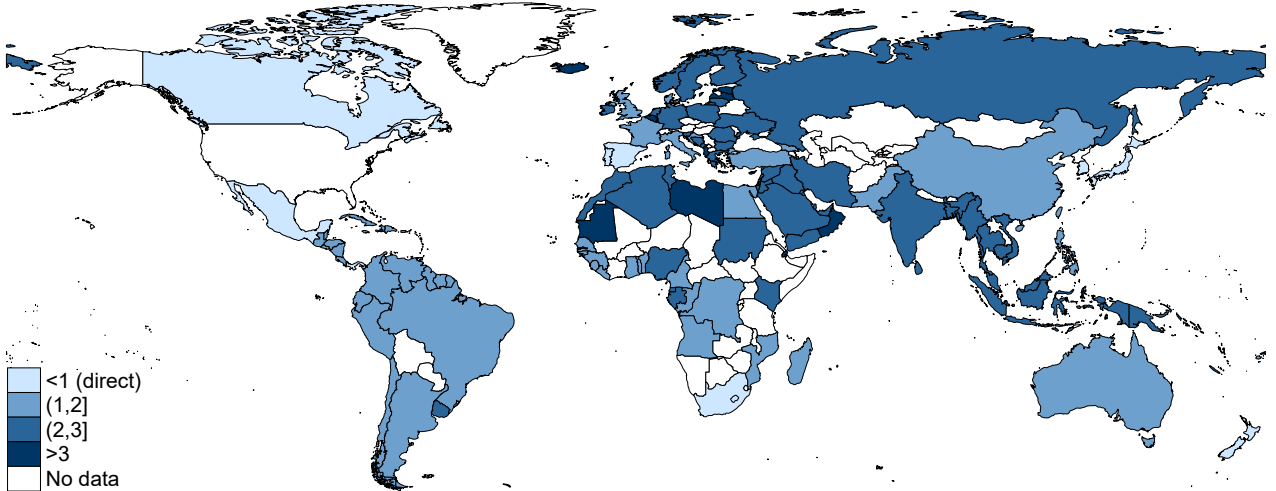 <1 (direct)
(1,2]
(2,3]
>3
No data